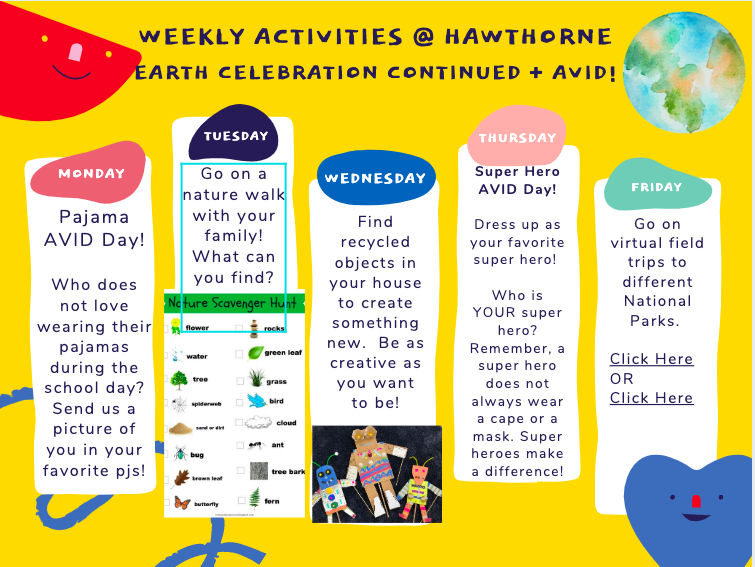 WEEKLY ACTIVITIES @ HAWTHORNE
EARTH CELEBRATION CONTINUED + AVID!
MONDAY
Pajama
AVID Day!
Who does
not love
wearing their
pajamas
during the
school day?
Send us a
picture of
you in your
favorite pjs!
TUESDAY
Go on a
nature walk
with your
family!
What can
you find?
Nature Scavenger Hunt
flower
rocks
water
green leaf
tree
grass
spiderweb
bird
sand or dirt
cloud
bug
ant
brown leaf
tree bark
butterfly
fern
WEDNESDAY
Find
recycled
objects in
your house
to create
something
new. Be as
creative as
you want
to be!
THURSDAY
Super Hero
AVID Day!
Dress up as
your favorite
super hero!
Who is
YOUR super
hero?
Remember, a
super hero
does not
always wear
a cape or a
mask. Super
heroes make
a difference!
FRIDAY
Go on
virtual field
trips to
different
National
Parks.
Click Here
OR
Click Here